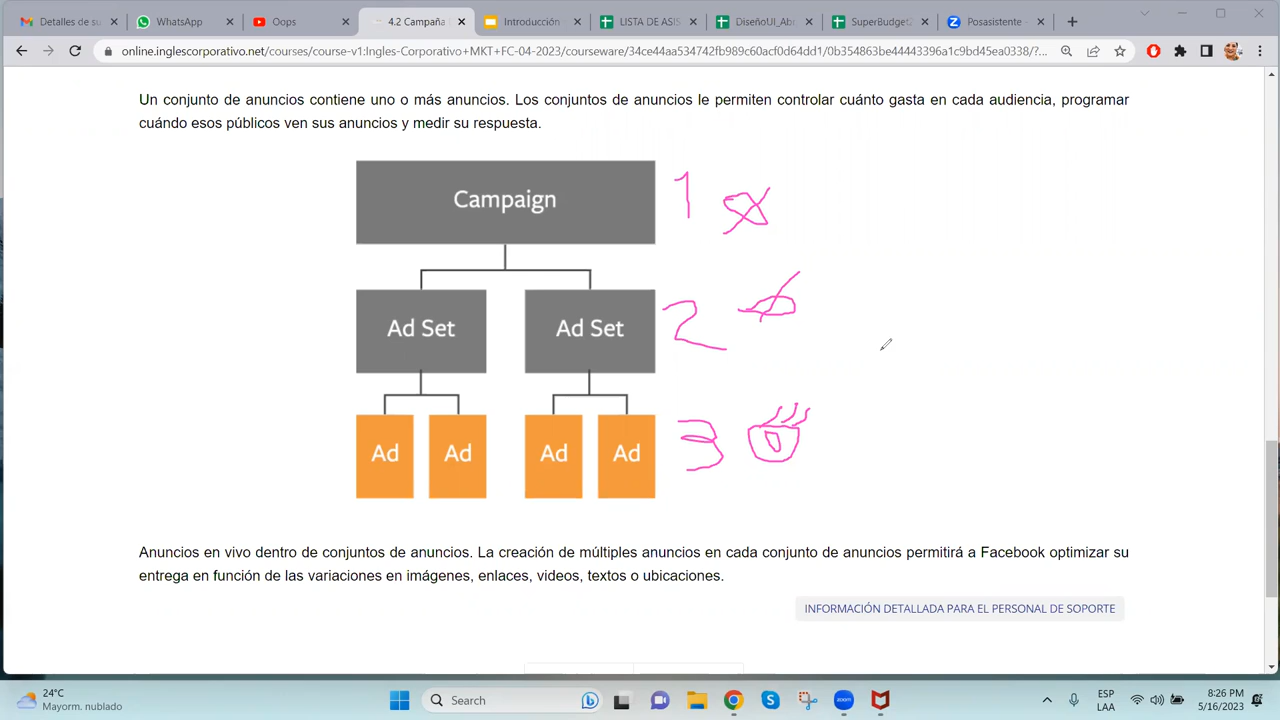 Detalles de su
WhatsApp
Oops
4.2 Campaña
Introducción
LISTA DE ASIS
DiseñoUI_Abr
SuperBudget
Posasistente -
online.inglescorporativo.net/courses/course-v1:Ingles-Corporativo+MKT+FC-04-2023/courseware/34ce44aa534742fb989c60acf0d64dd1/0b354863be44443396a1c9bd45ea0338/?...
Un conjunto de anuncios contiene uno o más anuncios. Los conjuntos de anuncios le permiten controlar cuánto gasta en cada audiencia, programar
cuándo esos públicos ven sus anuncios y medir su respuesta.
Campaign 1
Ad Set Ad Set 2
Ad Ad Ad Ad 3
Anuncios en vivo dentro de conjuntos de anuncios. La creación de múltiples anuncios en cada conjunto de anuncios permitirá a Facebook optimizar su
entrega en función de las variaciones en imágenes, enlaces, videos, textos o ubicaciones.
INFORMACIÓN DETALLADA PARA EL PERSONAL DE SOPORTE
24°C
Mayorm. nublado
Search
ESP
LAA
8:26 PM
5/16/2023